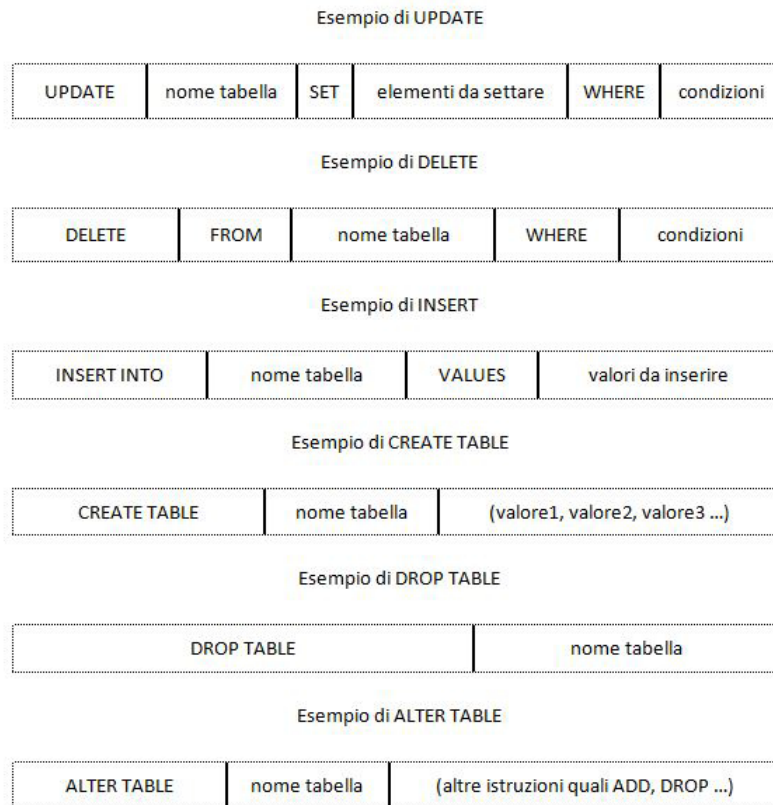 Esempio di UPDATE
UPDATE nome tabella SET elementi da settare WHERE condizioni
Esempio di DELETE
DELETE FROM nome tabella WHERE condizioni
Esempio di INSERT
INSERT INTO nome tabella VALUES valori da inserire
Esempio di CREATE TABLE
CREATE TABLE nome tabella (valore1, valore2, valore3 ...)
Esempio di DROP TABLE
DROP TABLE nome tabella
Esempio di ALTER TABLE
ALTER TABLE nome tabella (altre istruzioni quali ADD, DROP ...)